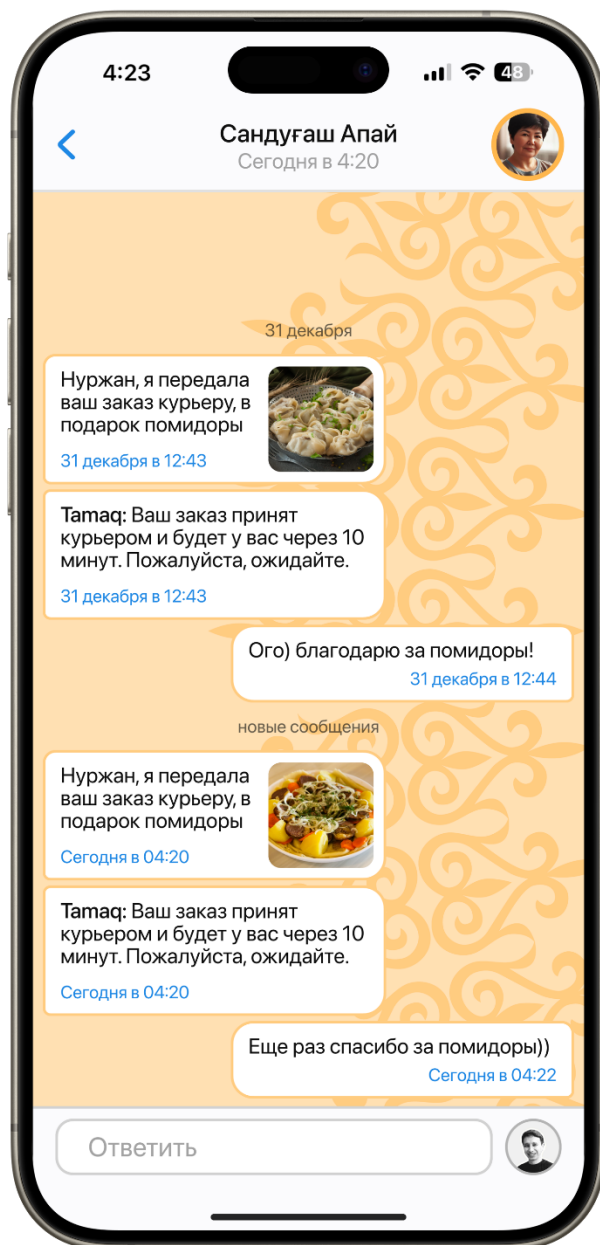 4:23
48
Сандуғаш Апай
Сегодня в 4:20
31 декабря
Нуржан, я передала
ваш заказ курьеру, в
подарок помидоры
31 декабря в 12:43
Tamaq: Ваш заказ принят
курьером и будет у вас через 10
минут. Пожалуйста, ожидайте.
31 декабря в 12:43
Ого) благодарю за помидоры!
31 декабря в 12:44
новые сообщения
Нуржан, я передала
ваш заказ курьеру, в
подарок помидоры
Сегодня в 04:20
Tamaq: Ваш заказ принят
курьером и будет у вас через 10
минут. Пожалуйста, ожидайте.
Сегодня в 04:20
Еще раз спасибо за помидоры))
Сегодня в 04:22
Ответить